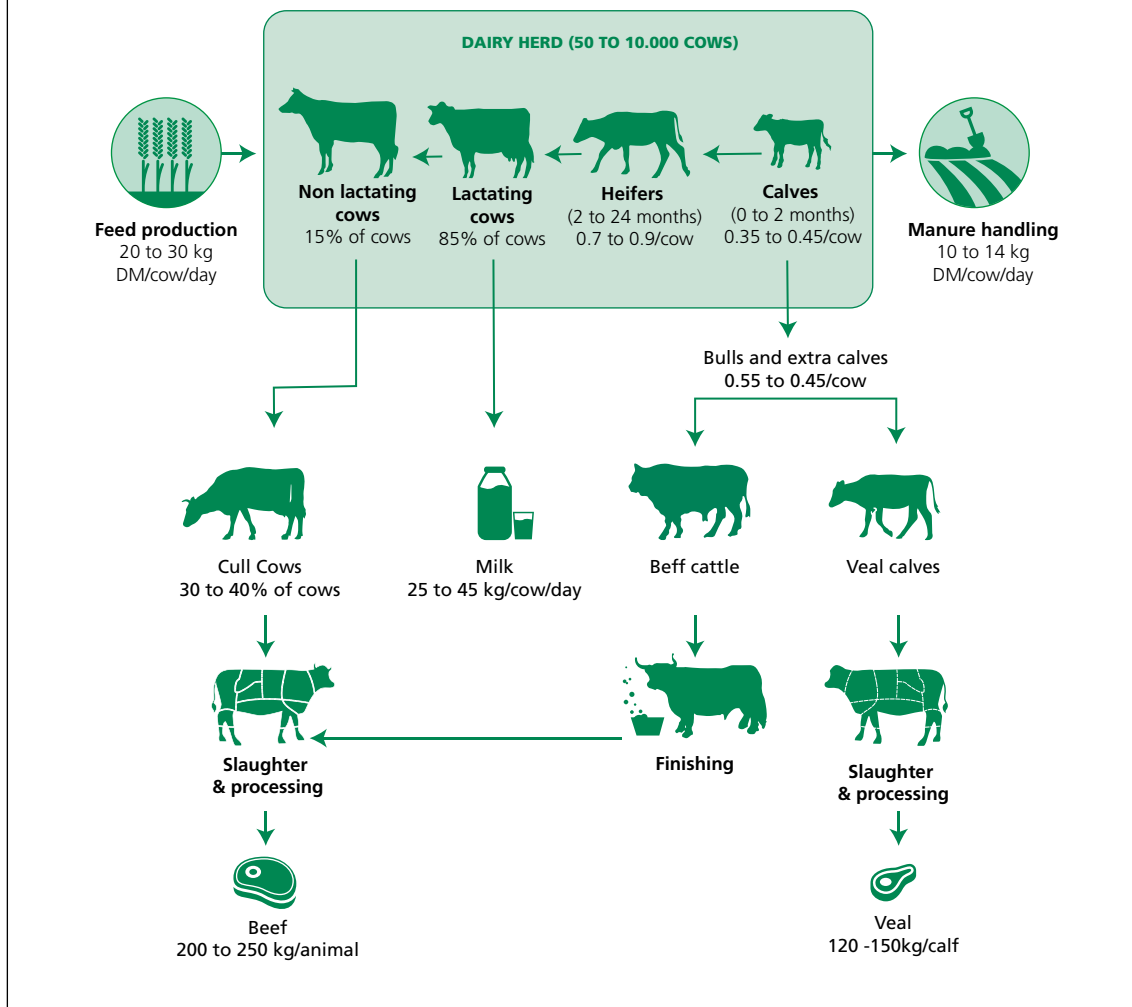 DAIRY HERD (50 TO 10.000 COWS)
Feed production
20 to 30 kg
DM/cow/day
Non lactating
cows
15% of cows
Lactating
cows
85% of cows
Heifers
(2 to 24 months)
0.7 to 0.9/cow
Calves
(0 to 2 months)
0.35 to 0.45/cow
Manure handling
10 to 14 kg
DM/cow/day
Bulls and extra calves
0.55 to 0.45/cow
Cull Cows
30 to 40% of cows
Milk
25 to 45 kg/cow/day
Beff cattle
Veal calves
Slaughter
& processing
Finishing
Slaughter
& processing
Beef
200 to 250 kg/animal
Veal
120 -150kg/calf